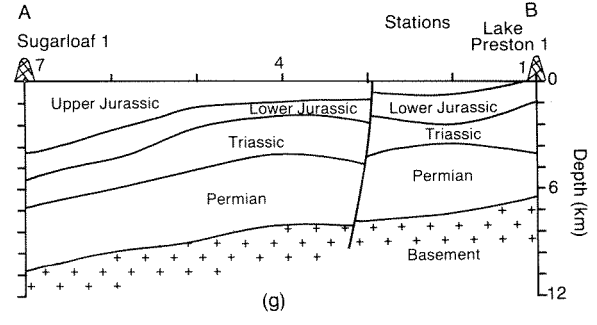 A
B
Stations
Lake
Sugarloaf 1
Preston 1
7
4
1
0
Upper Jurassic
Lower Jurassic
Lower Jurassic
Triassic
Triassic
Permian
Permian
6
Depth (km)
Basement
12
(g)